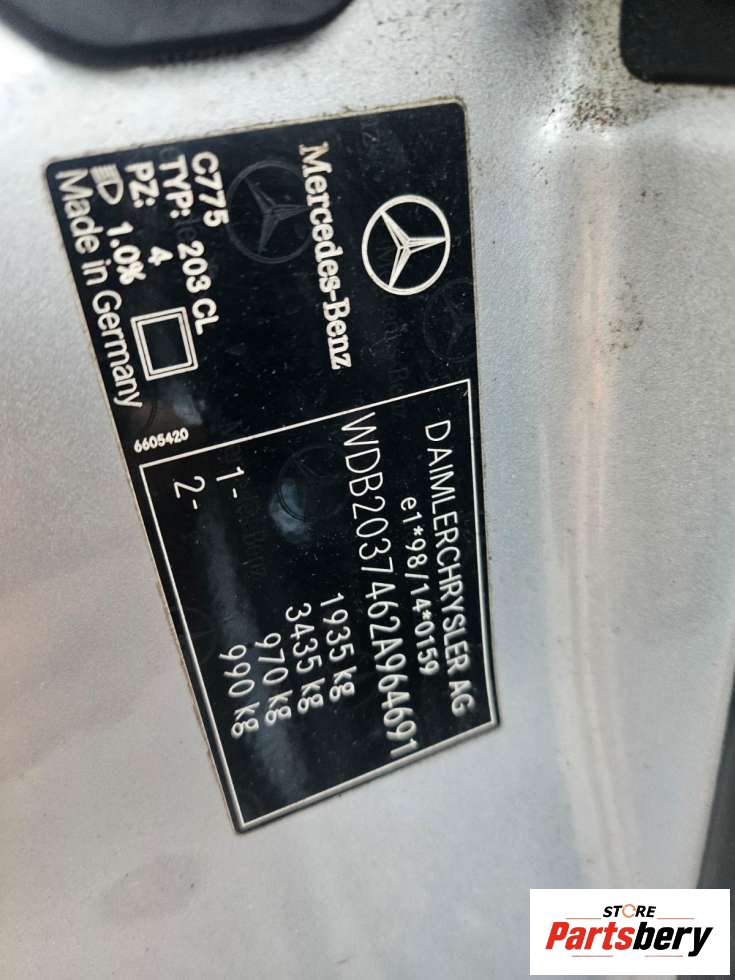 Mercedes-Benz
C775
TYP: 203 CL
PZ: 4
1.0%
Made in Germany
6605420
DAIMLERCHRYSLER AG
e1*98/14*0159
WDB2037462A964691
1935 kg
3435 kg
1- 970 kg
2- 990 kg
STORE
Partsbery